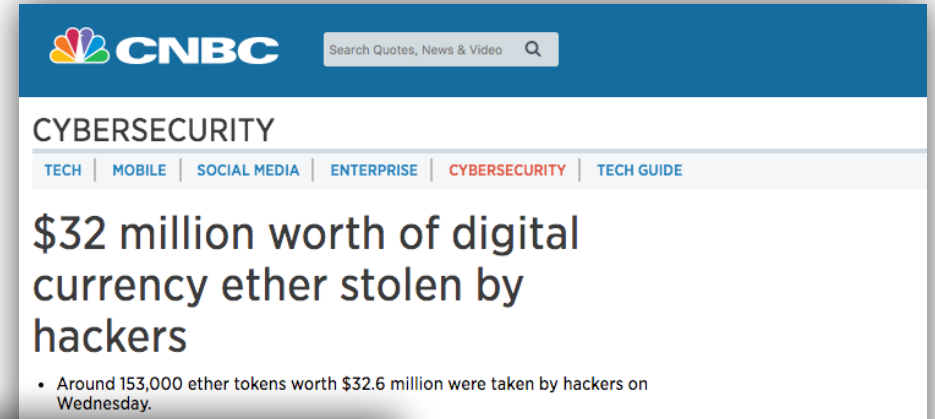 CNBC
Search Quotes, News & Video
CYBERSECURITY
TECH | MOBILE | SOCIAL MEDIA | ENTERPRISE | CYBERSECURITY | TECH GUIDE
$32 million worth of digital
currency ether stolen by
hackers
• Around 153,000 ether tokens worth $32.6 million were taken by hackers on
Wednesday.